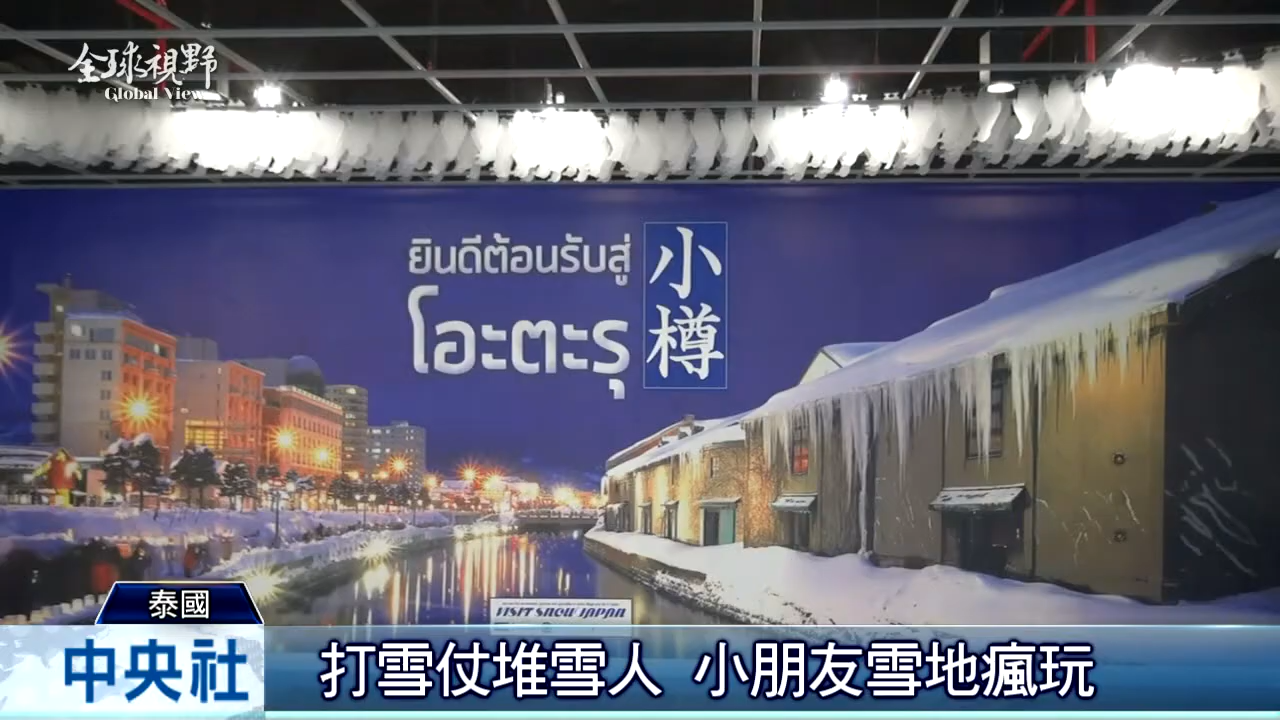 全球視野
Global View
ยินดีต้อนรับสู่
โอะตะรุ
小樽
VISIT SNOW JAPAN
泰國
中央社
打雪仗堆雪人 小朋友雪地瘋玩